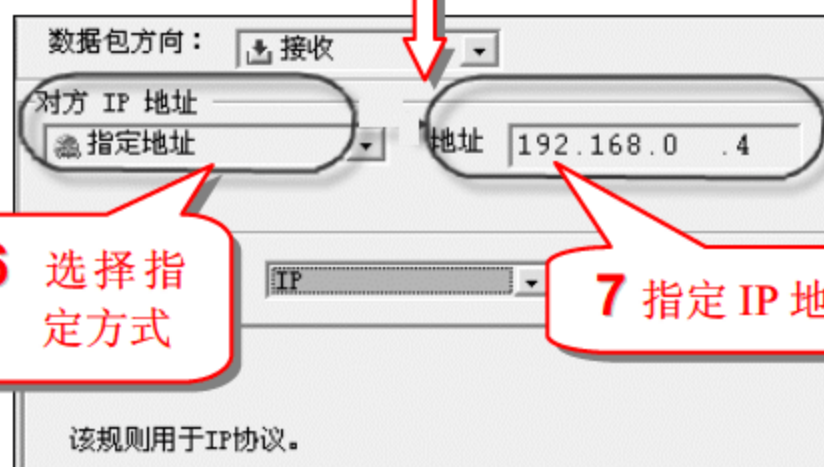 数据包方向： 接收
对方 IP 地址
指定地址
地址 192.168.0 .4
6 选择指
定方式
IP
7 指定 IP 地
该规则用于IP协议。